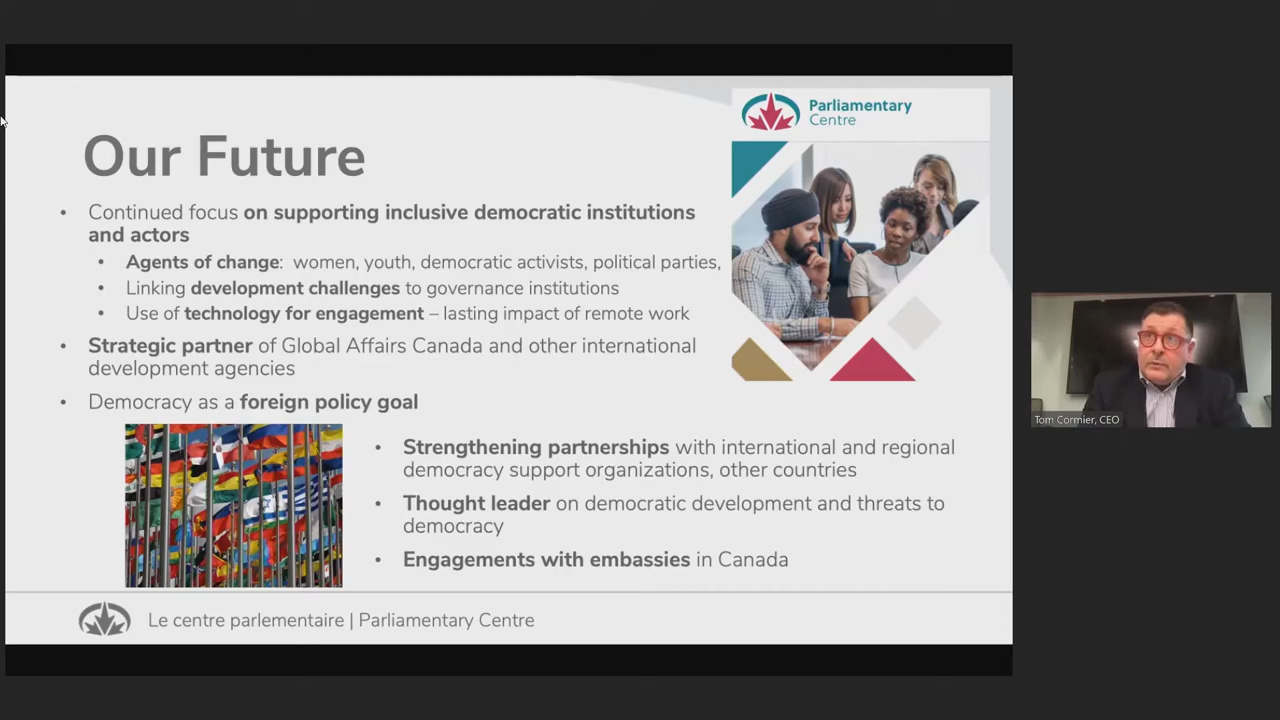 Parliamentary
Centre
Our Future
• Continued focus on supporting inclusive democratic institutions
and actors
• Agents of change: women, youth, democratic activists, political parties,
• Linking development challenges to governance institutions
• Use of technology for engagement – lasting impact of remote work
• Strategic partner of Global Affairs Canada and other international
development agencies
• Democracy as a foreign policy goal
• Strengthening partnerships with international and regional
democracy support organizations, other countries
• Thought leader on democratic development and threats to
democracy
• Engagements with embassies in Canada
Le centre parlementaire | Parliamentary Centre
Tom Cormier, CEO